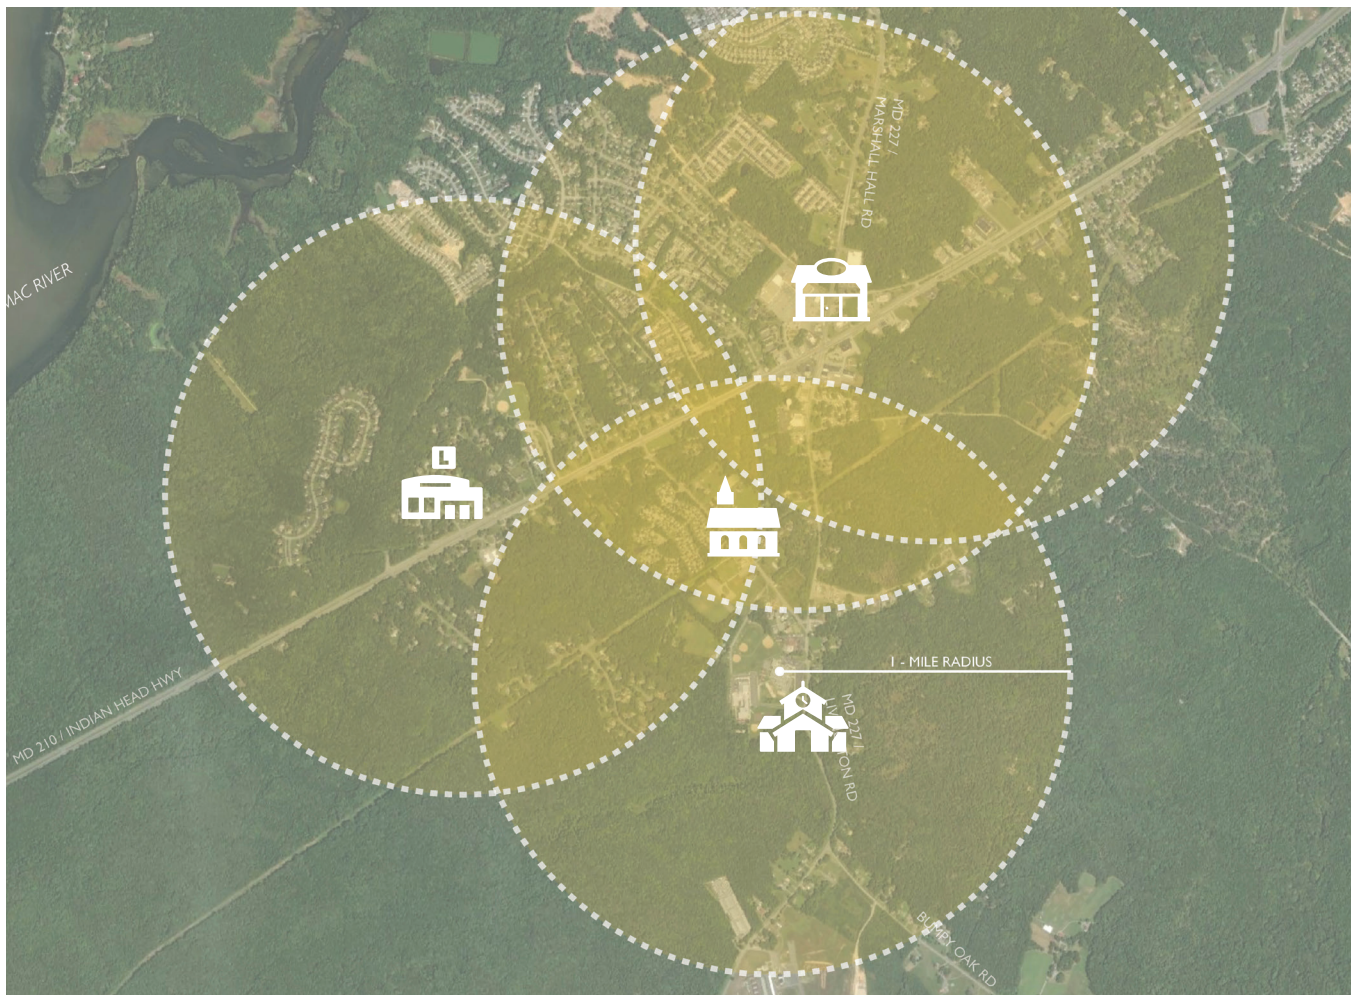 MD 227 /
MARSHALL HALL RD
MAC RIVER
L
1 - MILE RADIUS
MD 210 / INDIAN HEAD HWY
MD 227 /
RD
BUMPY OAK RD